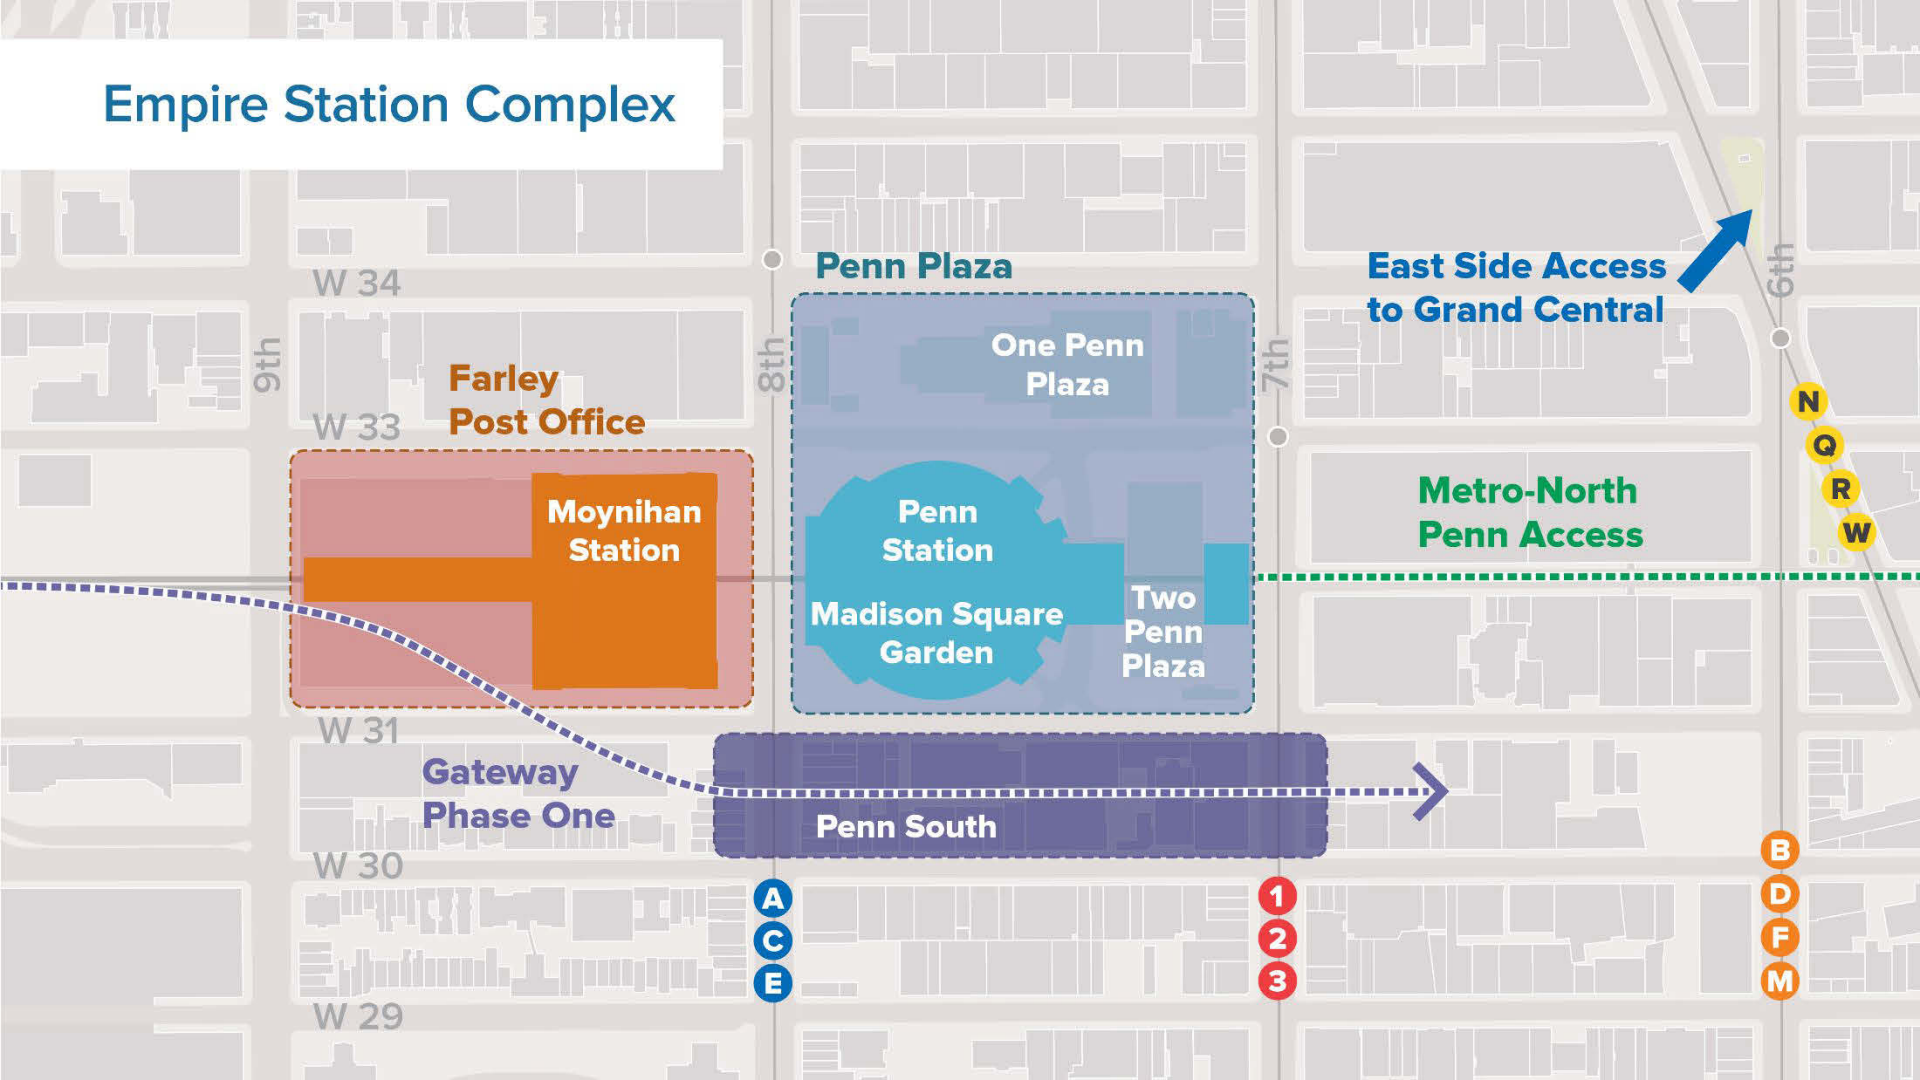 Empire Station Complex
Penn Plaza
East Side Access
to Grand Central
W 34
6th
9th
8th
7th
One Penn
Plaza
Farley
Post Office
W 33
N
Q
R
W
Moynihan
Station
Penn
Station
Madison Square
Garden
Two
Penn
Plaza
Metro-North
Penn Access
W 31
Gateway
Phase One
Penn South
W 30
A
C
E
1
2
3
B
D
F
M
W 29